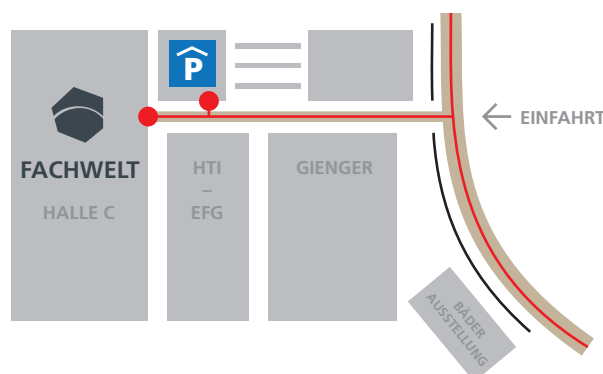 P
EINFAHRT
FACHWELT
HALLE C
HTI
–
EFG
GIENGER
BÄDER
AUSSTELLUNG